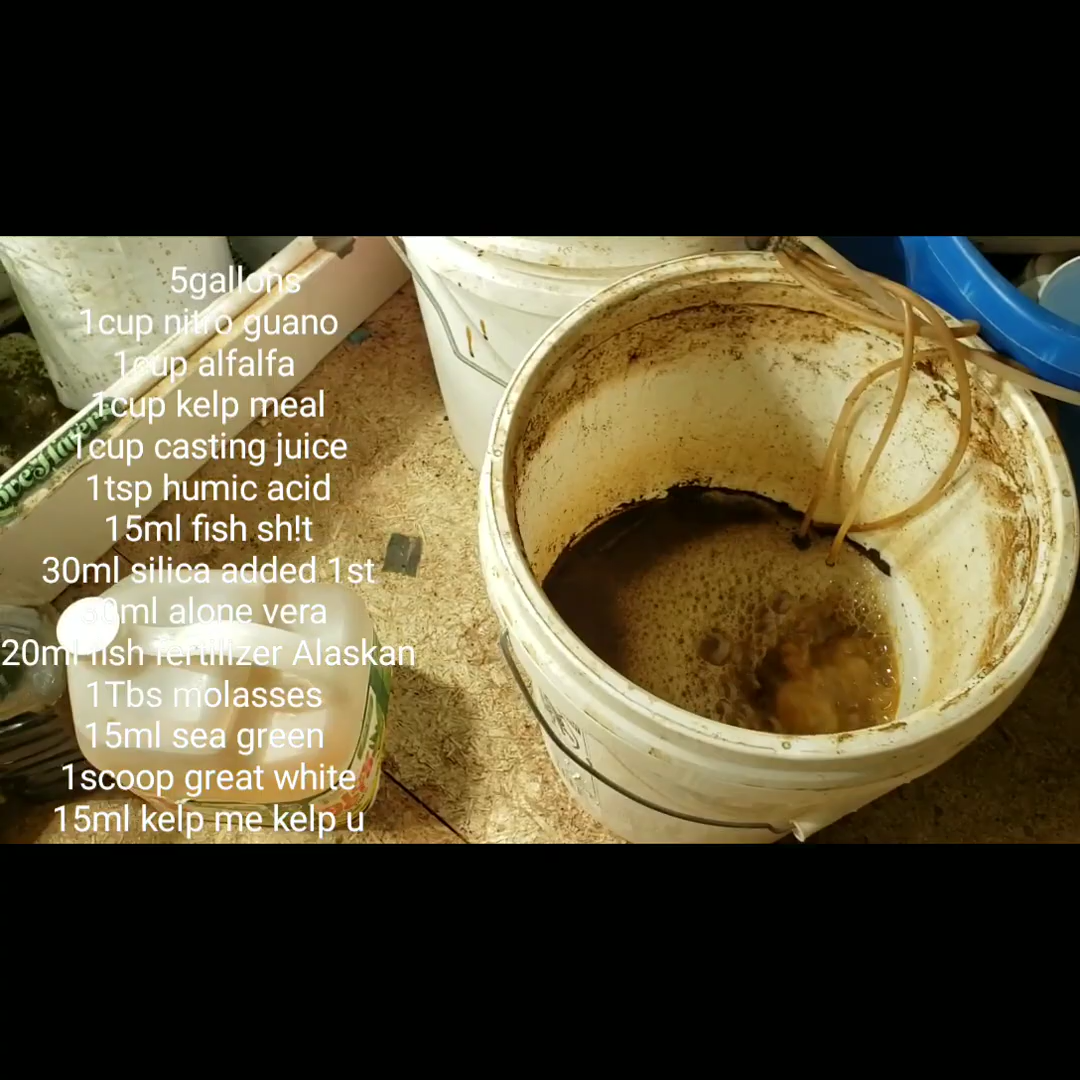 5gallons
1cup nitro guano
1cup alfalfa
1cup kelp meal
1cup casting juice
1tsp humic acid
15ml fish sh!t
30ml silica added 1st
30ml alone vera
20ml fish fertilizer Alaskan
1Tbs molasses
15ml sea green
1scoop great white
15ml kelp me kelp u